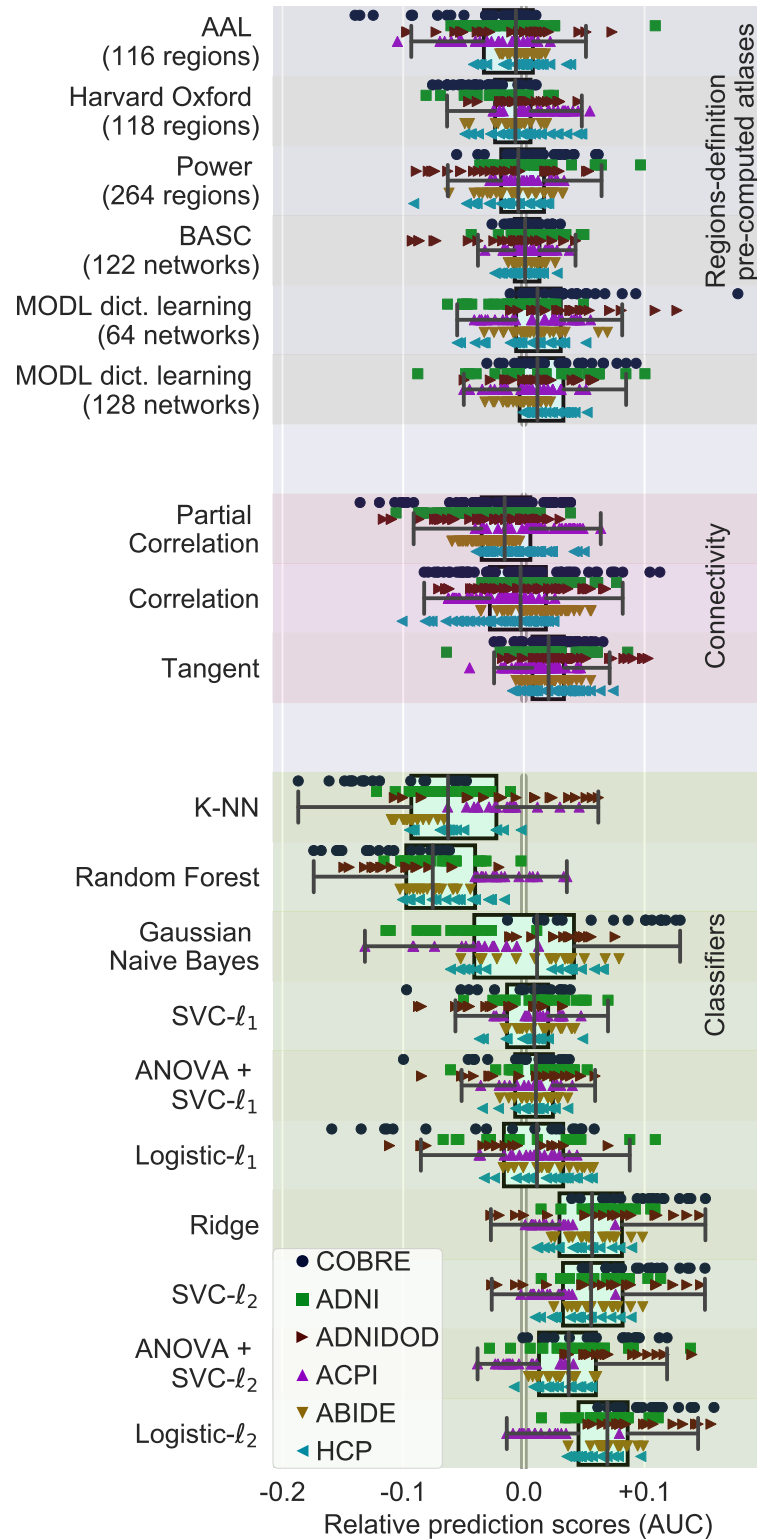 AAL
(116 regions)
Harvard Oxford
(118 regions)
Power
(264 regions)
BASC
(122 networks)
MODL dict. learning
(64 networks)
MODL dict. learning
(128 networks)
Regions-definition
pre-computed atlases
Partial
Correlation
Correlation
Tangent
Connectivity
K-NN
Random Forest
Gaussian
Naive Bayes
SVC-ℓ1
ANOVA +
SVC-ℓ1
Logistic-ℓ1
Ridge
SVC-ℓ2
ANOVA +
SVC-ℓ2
Logistic-ℓ2
Classifiers
COBRE
ADNI
ADNIDOD
ACPI
ABIDE
HCP
-0.2 -0.1 0.0 +0.1
Relative prediction scores (AUC)